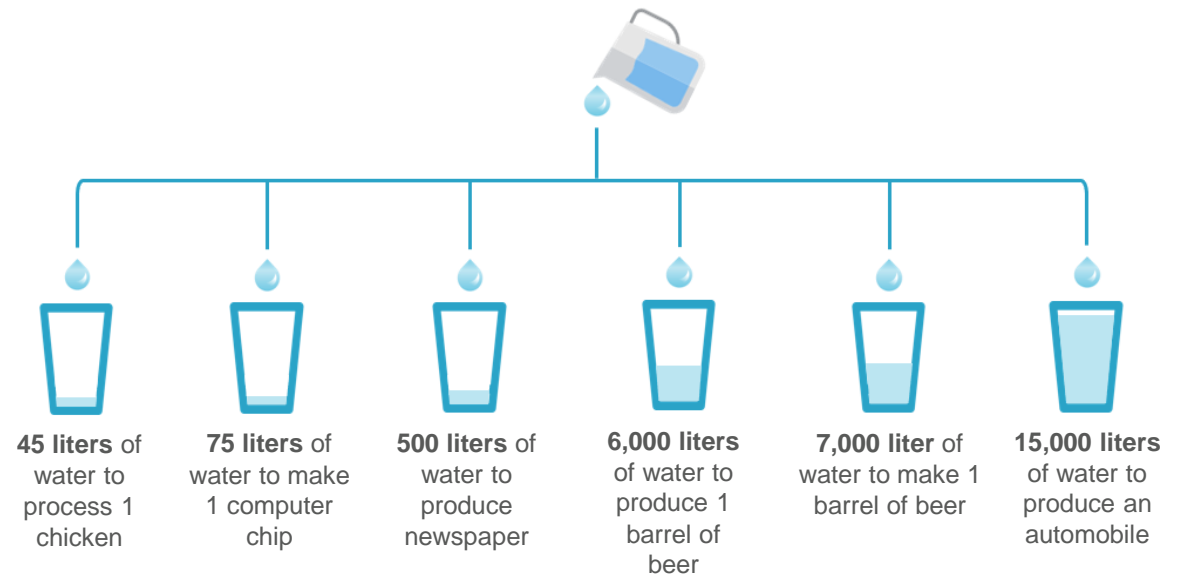 45 liters of
water to
process 1
chicken
75 liters of
water to make
1 computer
chip
500 liters of
water to
produce
newspaper
6,000 liters
of water to
produce 1
barrel of
beer
7,000 liter of
water to make 1
barrel of beer
15,000 liters
of water to
produce an
automobile